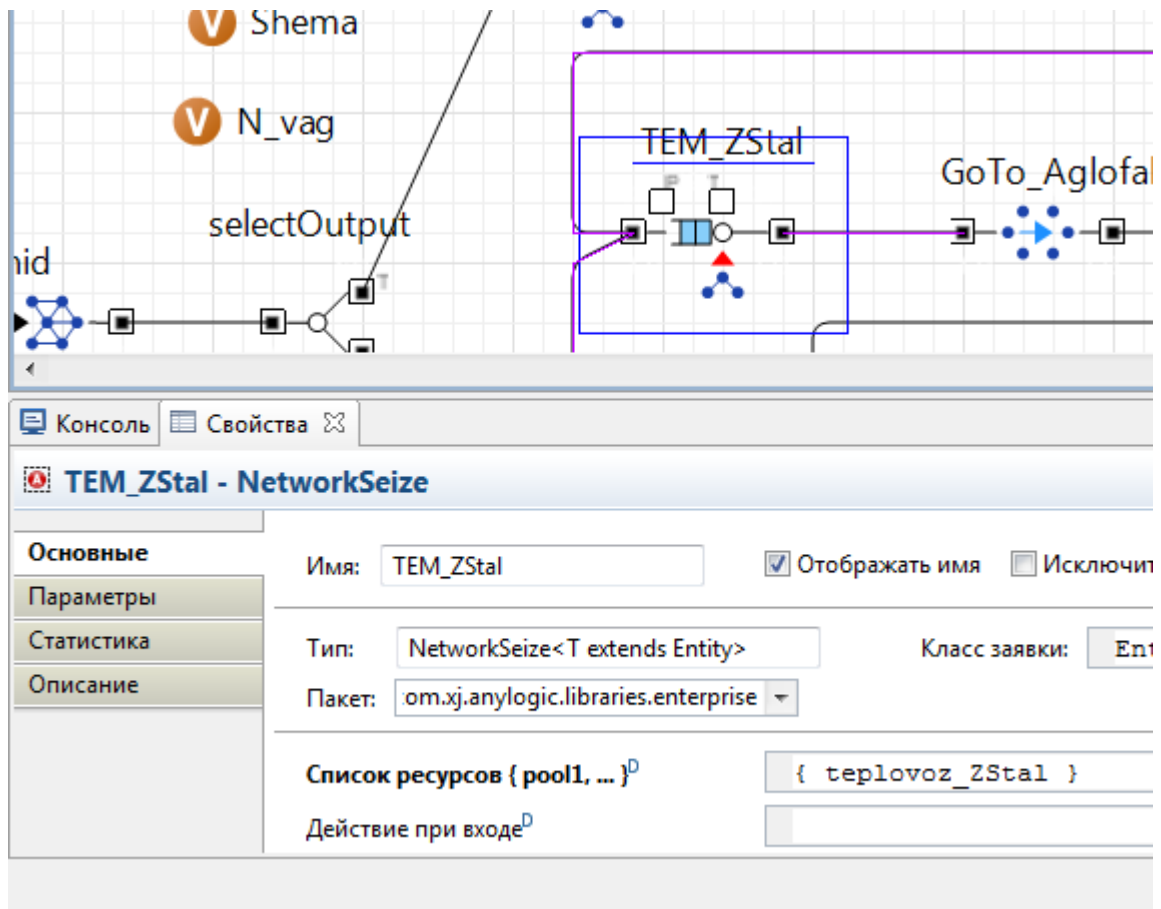 Shema
V
N_vag
V
TEM_ZStal
P T
GoTo_Aglofal
selectOutput
T
nid
Консоль Свойства
TEM_ZStal - NetworkSeize
Основные
Параметры
Статистика
Описание
Имя: TEM_ZStal Отображать имя Исключит
Тип: NetworkSeize<T extends Entity> Класс заявки: Ent
Пакет: om.xj.anylogic.libraries.enterprise
Список ресурсов { pool1, ... }D { teplovoz_ZStal }
Действие при входеD